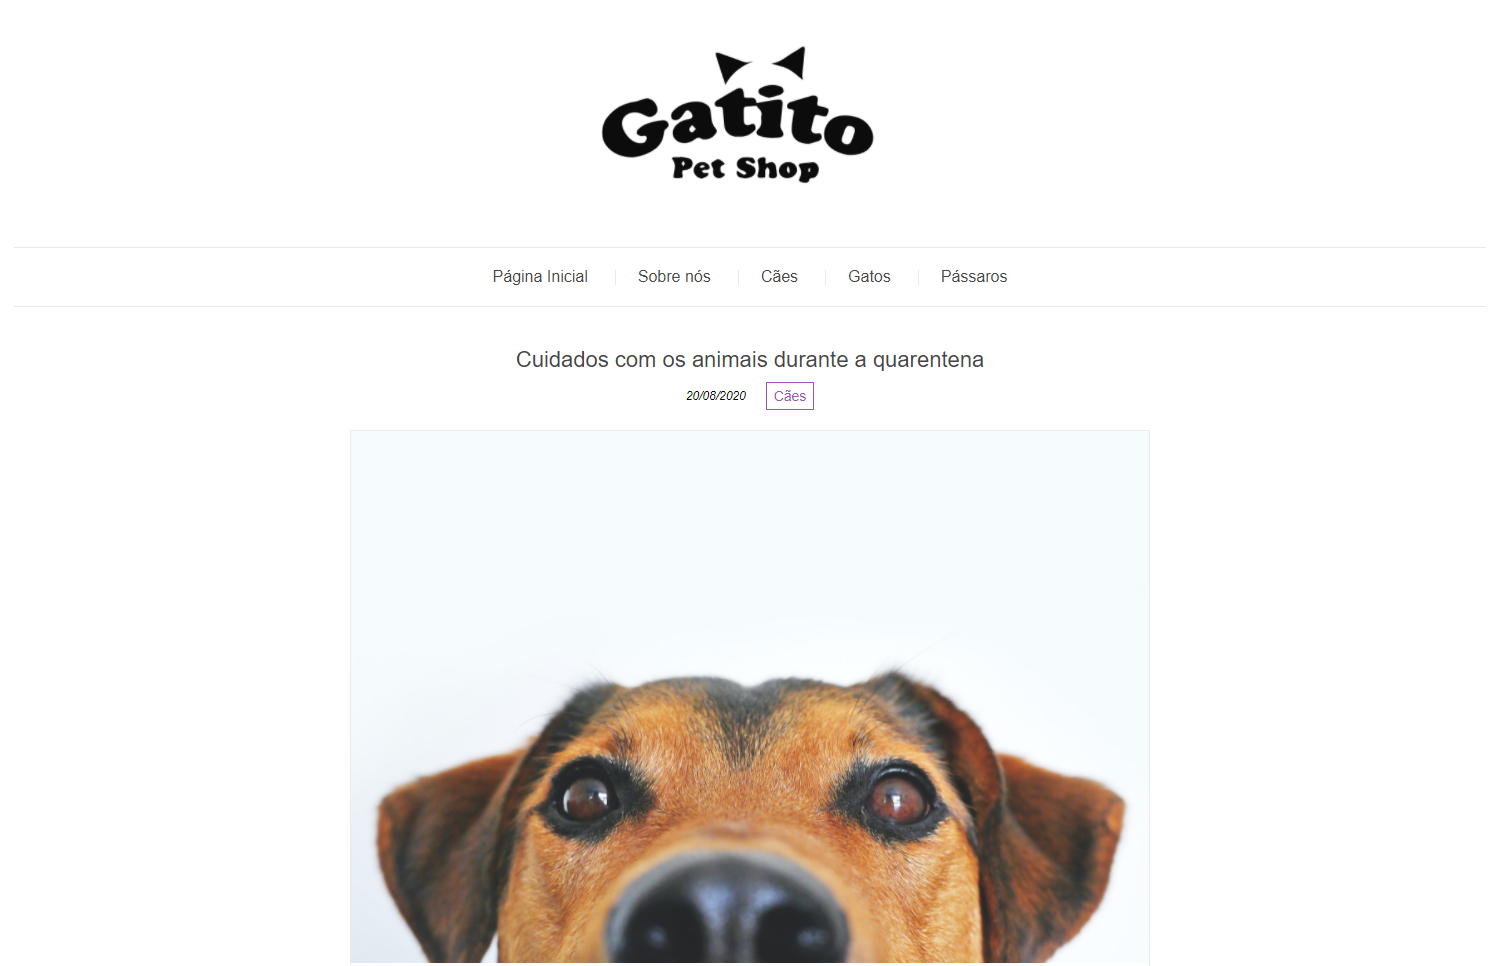 Gatito
Pet Shop
Página Inicial
Sobre nós
Cães
Gatos
Pássaros
Cuidados com os animais durante a quarentena
20/08/2020 Cães